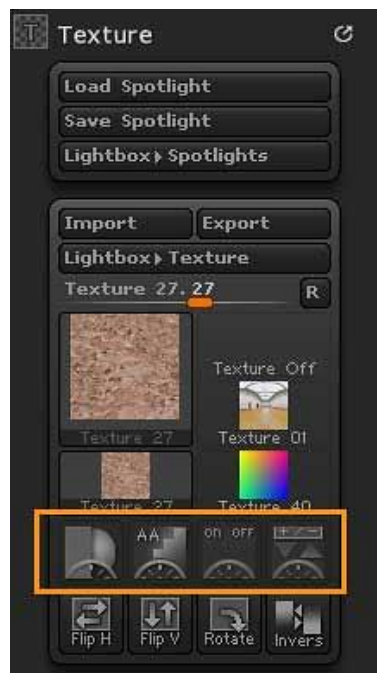 T Texture
Load Spotlight
Save Spotlight
Lightbox▸Spotlights
Import Export
Lightbox▸Texture
Texture 27. 27 R
Texture Off
Texture 27 Texture 01
Texture 27 Texture 40
AA on off + / -
Flip H Flip V Rotate Invers